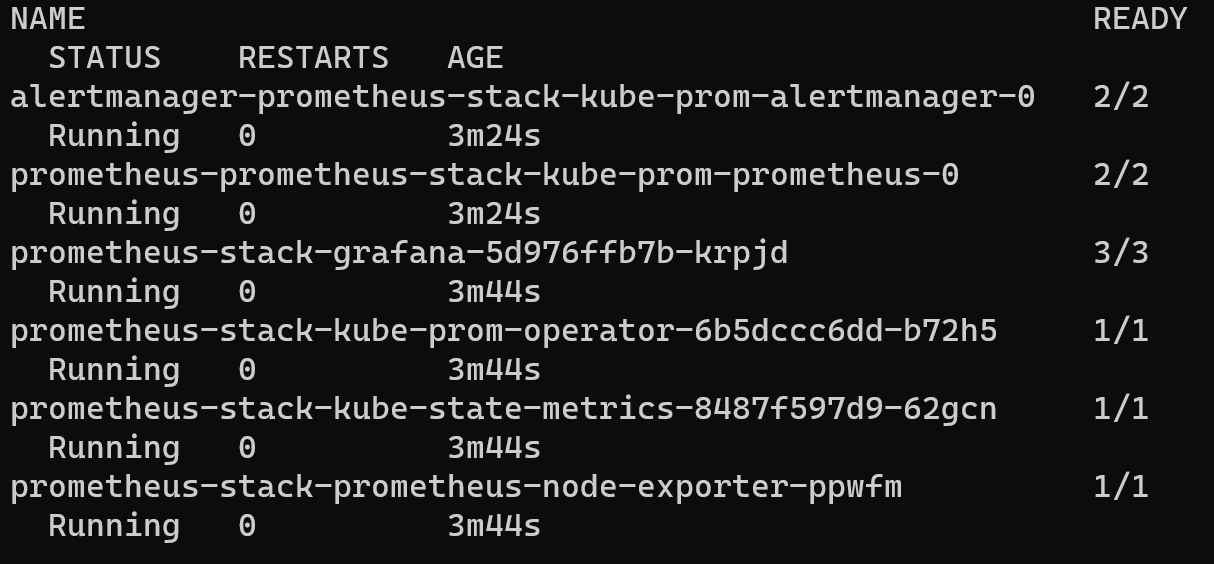 NAME READY
STATUS RESTARTS AGE
alertmanager-prometheus-stack-kube-prom-alertmanager-0 2/2
Running 0 3m24s
prometheus-prometheus-stack-kube-prom-prometheus-0 2/2
Running 0 3m24s
prometheus-stack-grafana-5d976ffb7b-krpjd 3/3
Running 0 3m44s
prometheus-stack-kube-prom-operator-6b5dccc6dd-b72h5 1/1
Running 0 3m44s
prometheus-stack-kube-state-metrics-8487f597d9-62gcn 1/1
Running 0 3m44s
prometheus-stack-prometheus-node-exporter-ppwfm 1/1
Running 0 3m44s